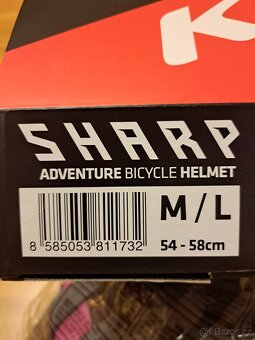 SHARP
ADVENTURE BICYCLE HELMET
M / L
8 585053 811732
54 - 58cm